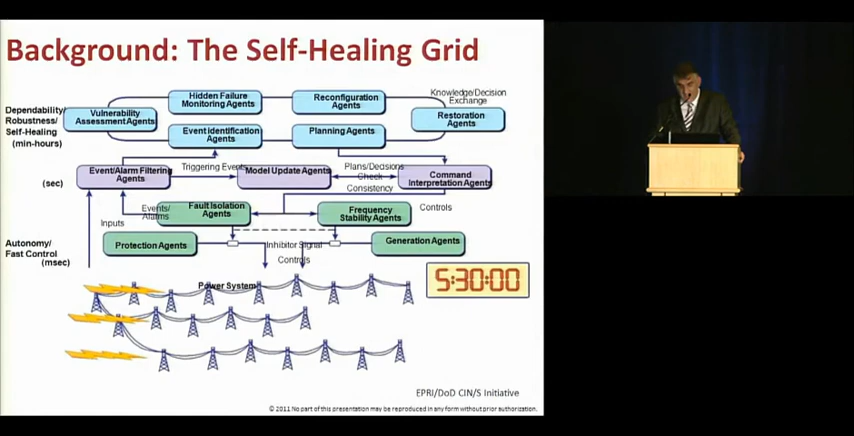 Background: The Self-Healing Grid
Hidden Failure
Monitoring Agents
Reconfiguration
Agents
Knowledge/Decision
Exchange
Dependability/
Robustness/
Self-Healing
(min-hours)
Vulnerability
Assessment Agents
Restoration
Agents
Event identification
Agents
Planning Agents
Triggering Events
Plans/Decisions
(sec)
Event/Alarm Filtering
Agents
Model Update Agents
Check
Consistency
Command
Interpretation Agents
Events/
Alarms
Fault Isolation
Agents
Frequency
Stability Agents
Controls
Inputs
Autonomy/
Fast Control
(msec)
Protection Agents
Inhibitor Signal
Generation Agents
Controls
Power System
5:30:00
EPRI/DoD CIN/S Initiative
© 2011 No part of this presentation may be reproduced in any form without prior authorization.